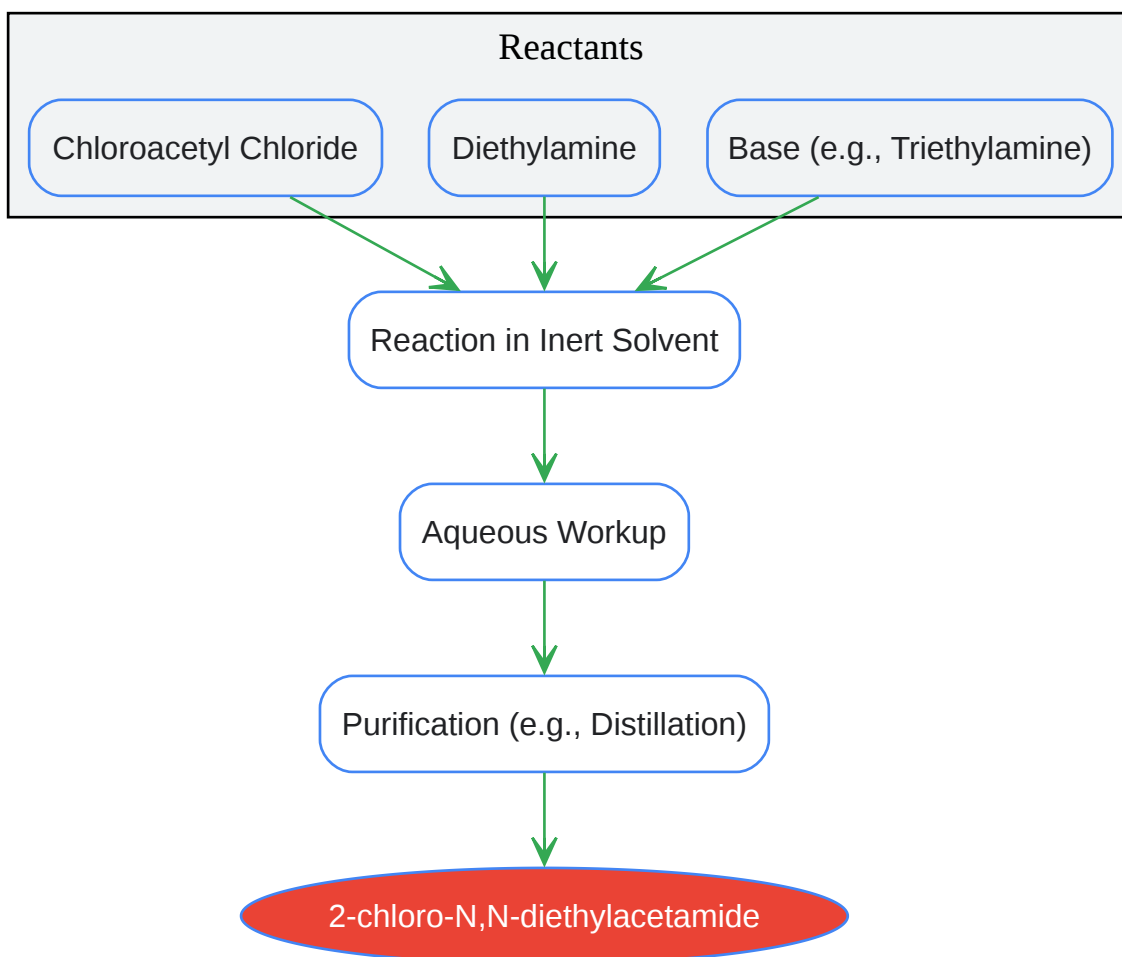 Reactants
Chloroacetyl Chloride
Diethylamine
Base (e.g., Triethylamine)
Reaction in Inert Solvent
Aqueous Workup
Purification (e.g., Distillation)
2-chloro-N,N-diethylacetamide